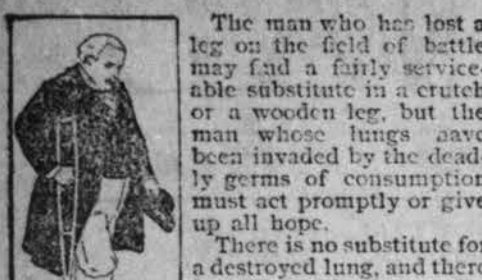 The man who has lost a
leg on the field of battle
may find a fairly service-
able substitute in a crutch
or a wooden leg, but the
man whose lungs have
been invaded by the dead-
ly germs of consumption
must act promptly or give
up all hope.
There is no substitute for
a destroyed lung, and there